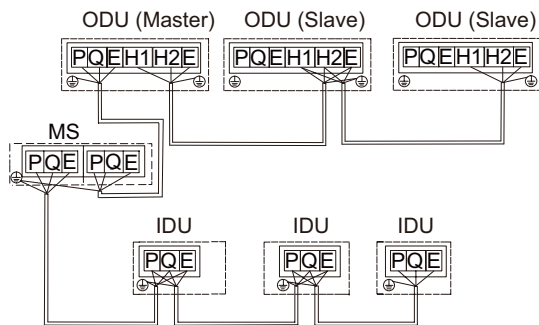 ODU (Master) ODU (Slave) ODU (Slave)
PQEH1H2E PQEH1H2E PQEH1H2E
MS
PQE PQE
IDU IDU IDU
PQE PQE PQE